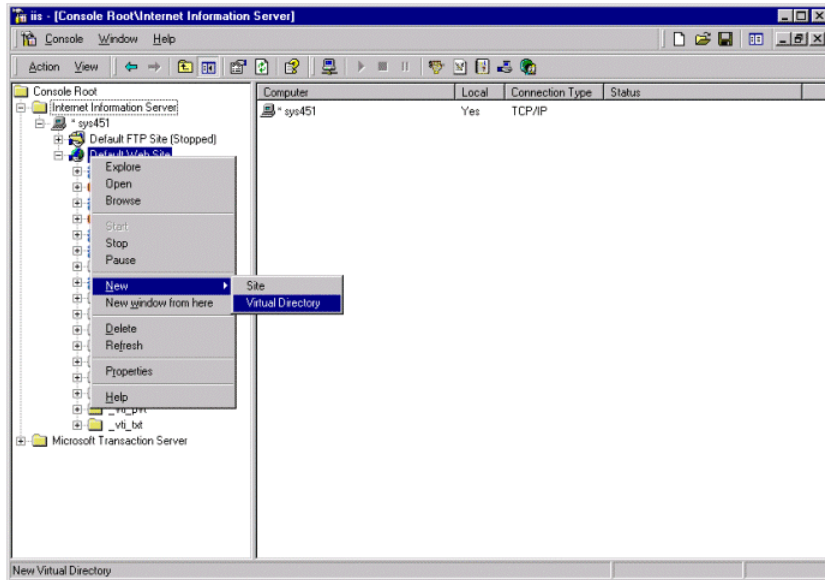 iis - [Console Root\Internet Information Server]
Console Window Help
Action View
Console Root
Internet Information Server
* sys451
Default FTP Site (Stopped)
Default Web Site
Computer Local Connection Type Status
* sys451 Yes TCP/IP
Explore
Open
Browse
Start
Stop
Pause
New
New window from here
Delete
Refresh
Properties
Help
Site
Virtual Directory
_vti_pvt
_vti_txt
Microsoft Transaction Server
New Virtual Directory